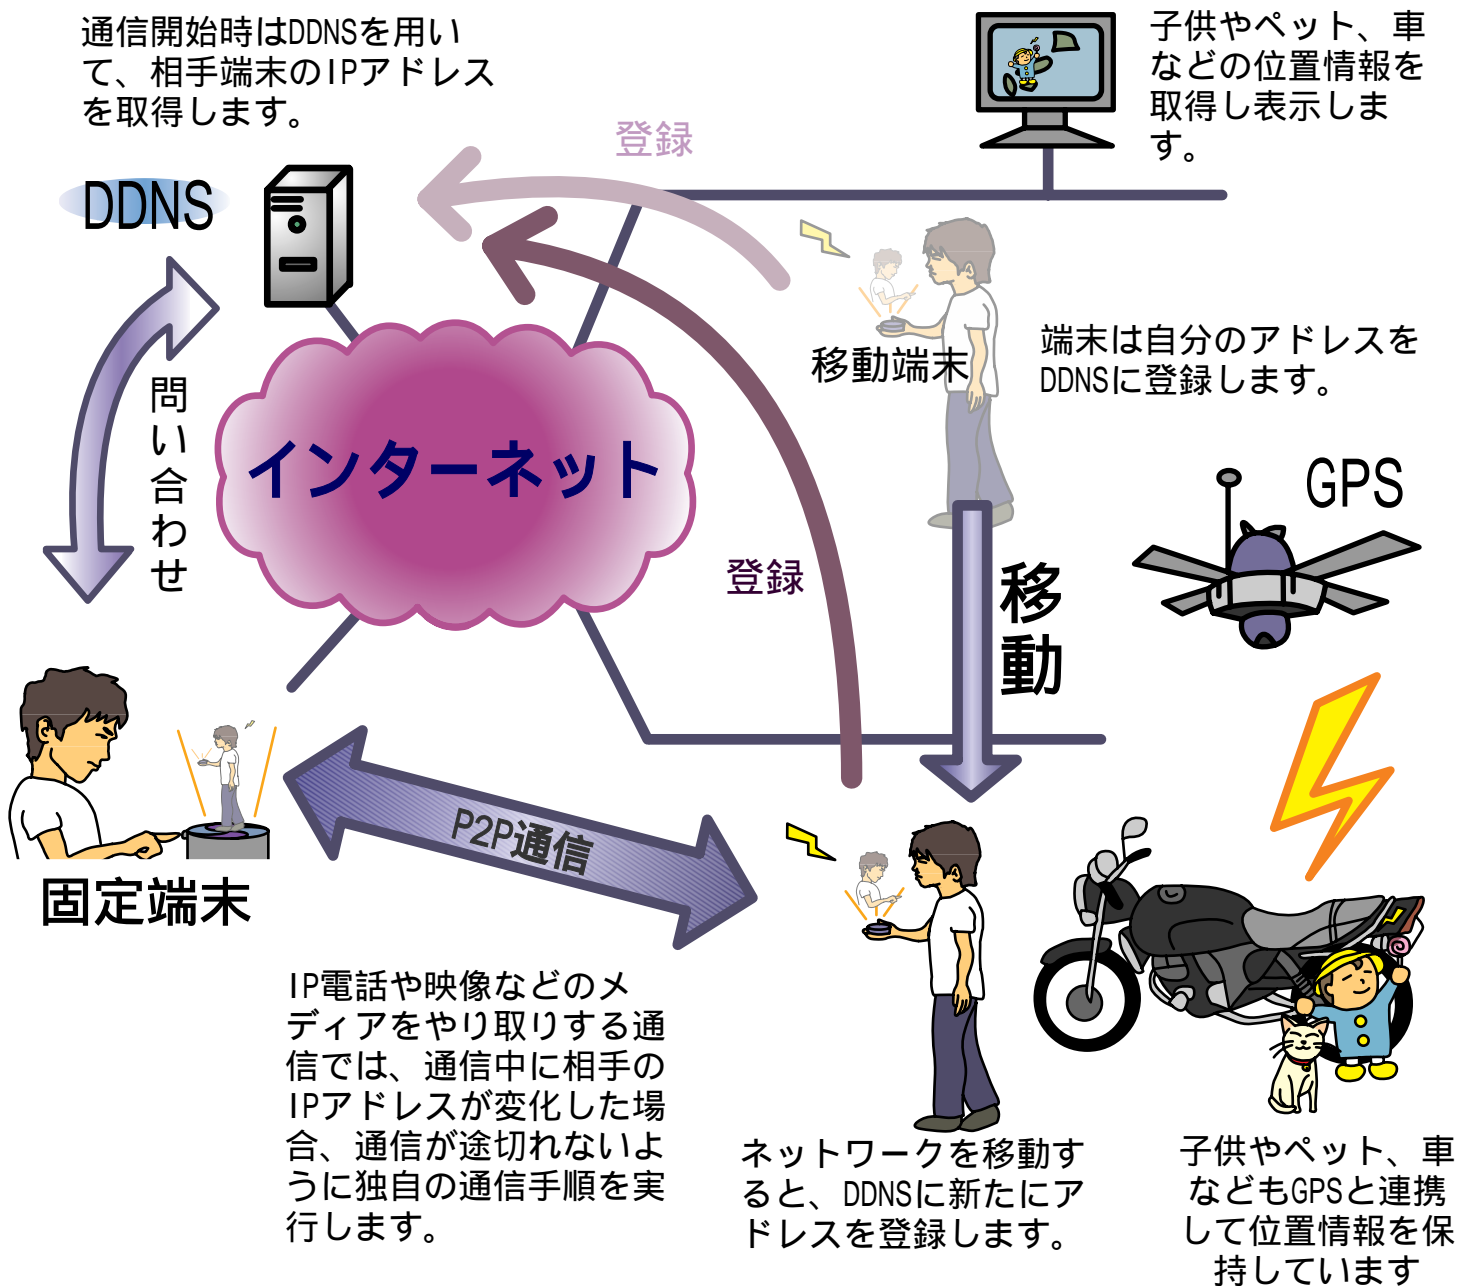 通信開始時はDDNSを用い
て、相手端末のIPアドレス
を取得します。
子供やペット、車
などの位置情報を
取得し表示しま
す。
登録
DDNS
移動端末
端末は自分のアドレスを
DDNSに登録します。
問い合わせ
インターネット
GPS
登録
移動
P2P通信
固定端末
IP電話や映像などのメ
ディアをやり取りする通
信では、通信中に相手の
IPアドレスが変化した場
合、通信が途切れないよ
うに独自の通信手順を実
行します。
ネットワークを移動す
ると、DDNSに新たにア
ドレスを登録します。
子供やペット、車
などもGPSと連携
して位置情報を保
持しています